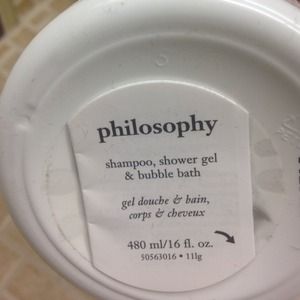 philosophy
shampoo, shower gel
& bubble bath
gel douche & bain,
corps & cheveux
480 ml/16 fl. oz.
50563016 • 11lg